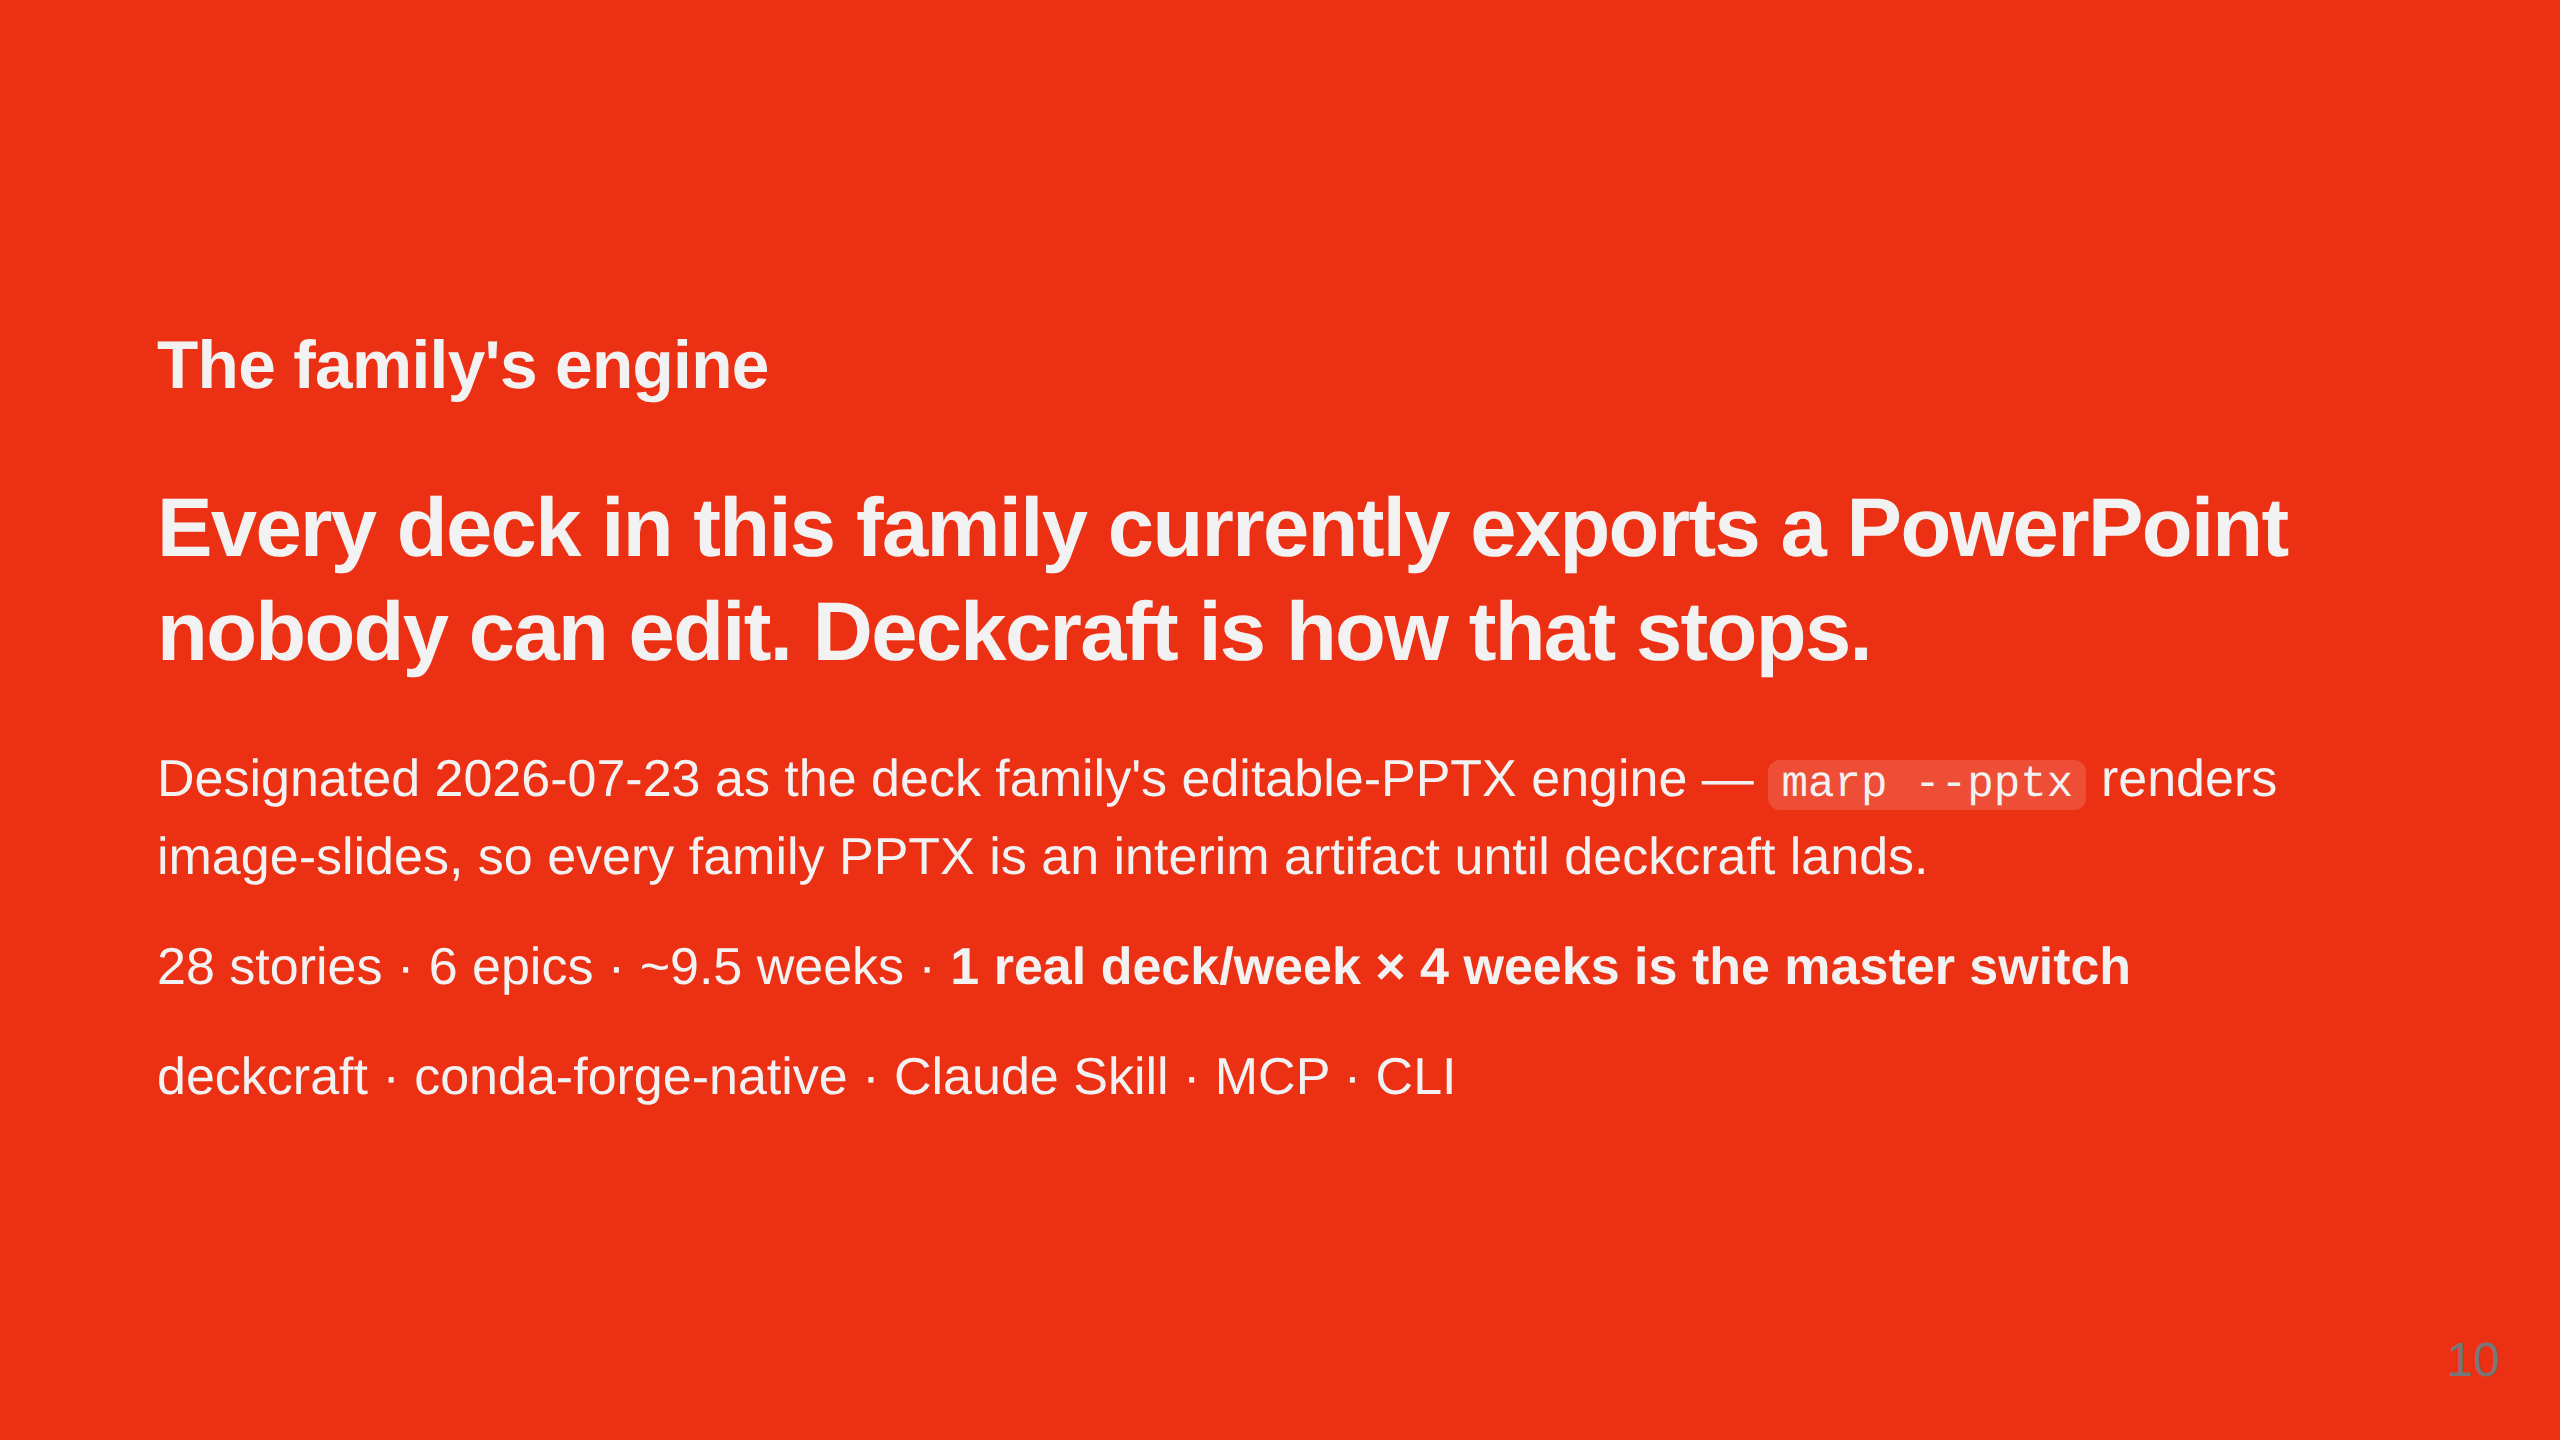 The family's engine
Every deck in this family currently exports a PowerPoint
nobody can edit. Deckcraft is how that stops.
Designated 2026-07-23 as the deck family's editable-PPTX engine — marp --pptx renders
image-slides, so every family PPTX is an interim artifact until deckcraft lands.
28 stories · 6 epics · ~9.5 weeks · 1 real deck/week × 4 weeks is the master switch
deckcraft · conda-forge-native · Claude Skill · MCP · CLI
10